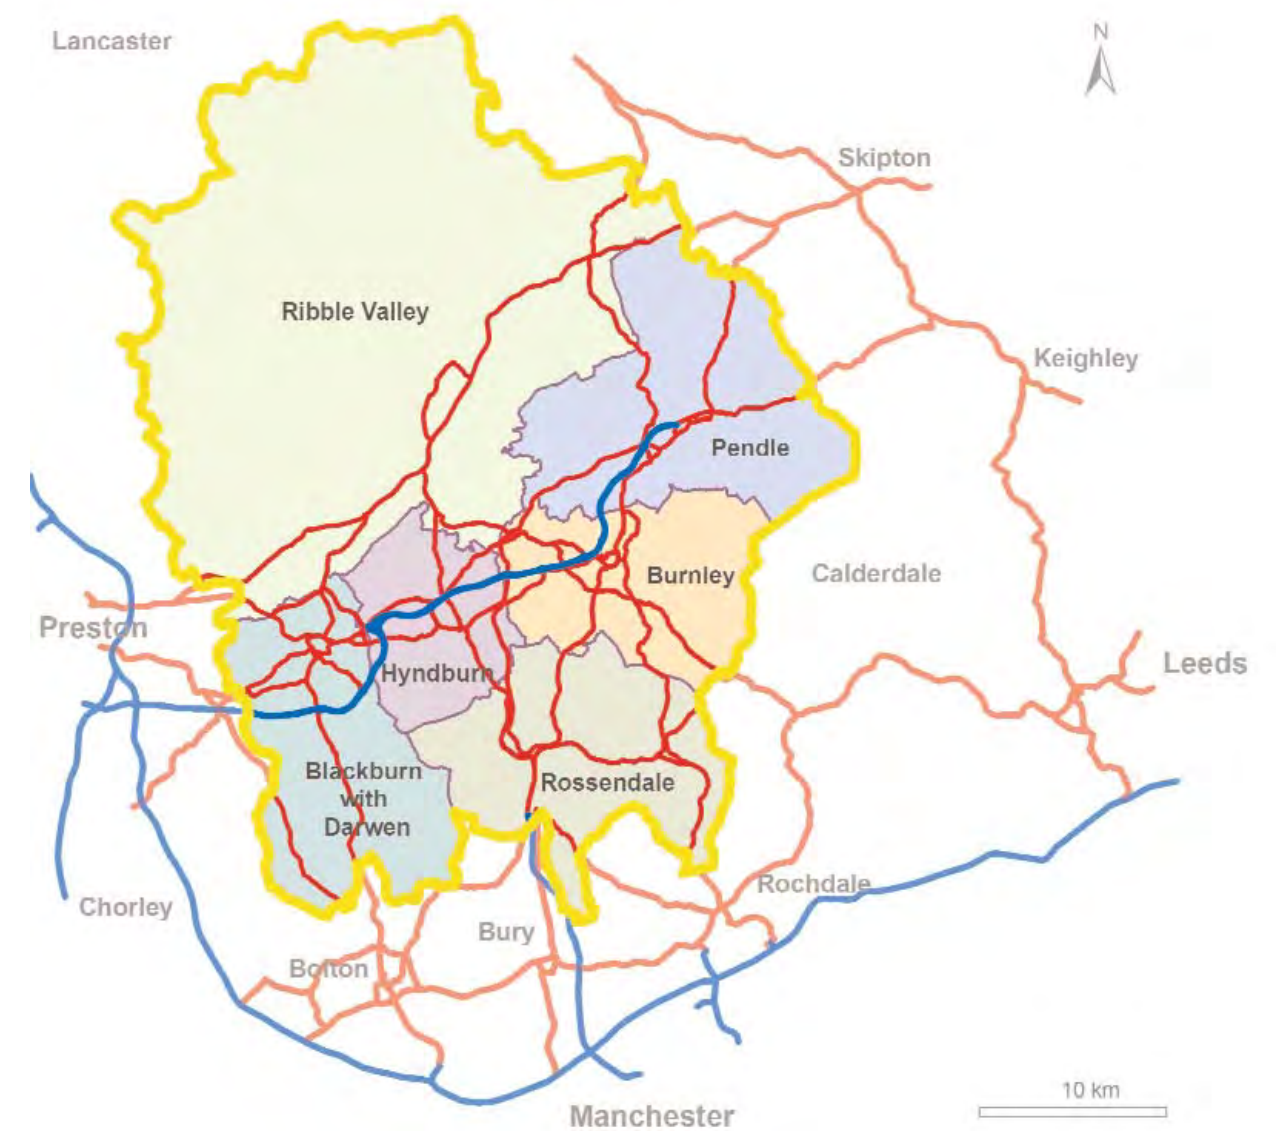 Lancaster
N
Skipton
Ribble Valley
Keighley
Pendle
Burnley
Calderdale
Preston
Leeds
Hyndburn
Blackburn
with
Darwen
Rossendale
Rochdale
Chorley
Bury
Bolton
10 km
Manchester